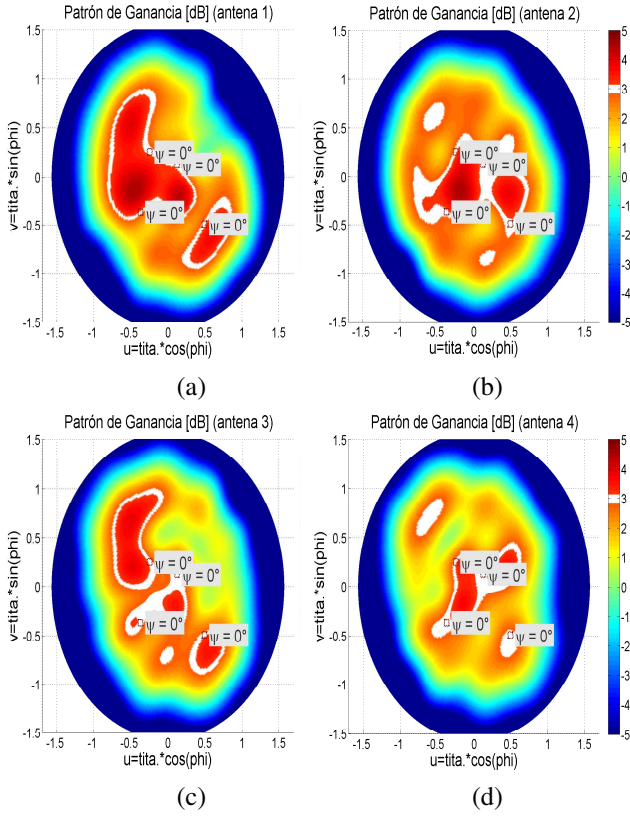 Patrón de Ganancia [dB] (antena 1)
1.5
1
0.5
0
-0.5
-1
-1.5
v=tita.*sin(phi)
ψ = 0°
ψ = 0°
ψ = 0°
ψ = 0°
-1.5
-1
-0.5
0
0.5
1
1.5
u=tita.*cos(phi)
(a)
Patrón de Ganancia [dB] (antena 2)
1.5
1
0.5
0
-0.5
-1
-1.5
v=tita.*sin(phi)
ψ = 0°
ψ = 0°
ψ = 0°
ψ = 0°
-1.5
-1
-0.5
0
0.5
1
1.5
u=tita.*cos(phi)
5
4
3
2
1
0
-1
-2
-3
-4
-5
(b)
Patrón de Ganancia [dB] (antena 3)
1.5
1
0.5
0
-0.5
-1
-1.5
v=tita.*sin(phi)
ψ = 0°
ψ = 0°
ψ = 0°
ψ = 0°
-1.5
-1
-0.5
0
0.5
1
1.5
u=tita.*cos(phi)
(c)
Patrón de Ganancia [dB] (antena 4)
1.5
1
0.5
0
-0.5
-1
-1.5
v=tita.*sin(phi)
ψ = 0°
ψ = 0°
ψ = 0°
ψ = 0°
-1.5
-1
-0.5
0
0.5
1
1.5
u=tita.*cos(phi)
5
4
3
2
1
0
-1
-2
-3
-4
-5
(d)